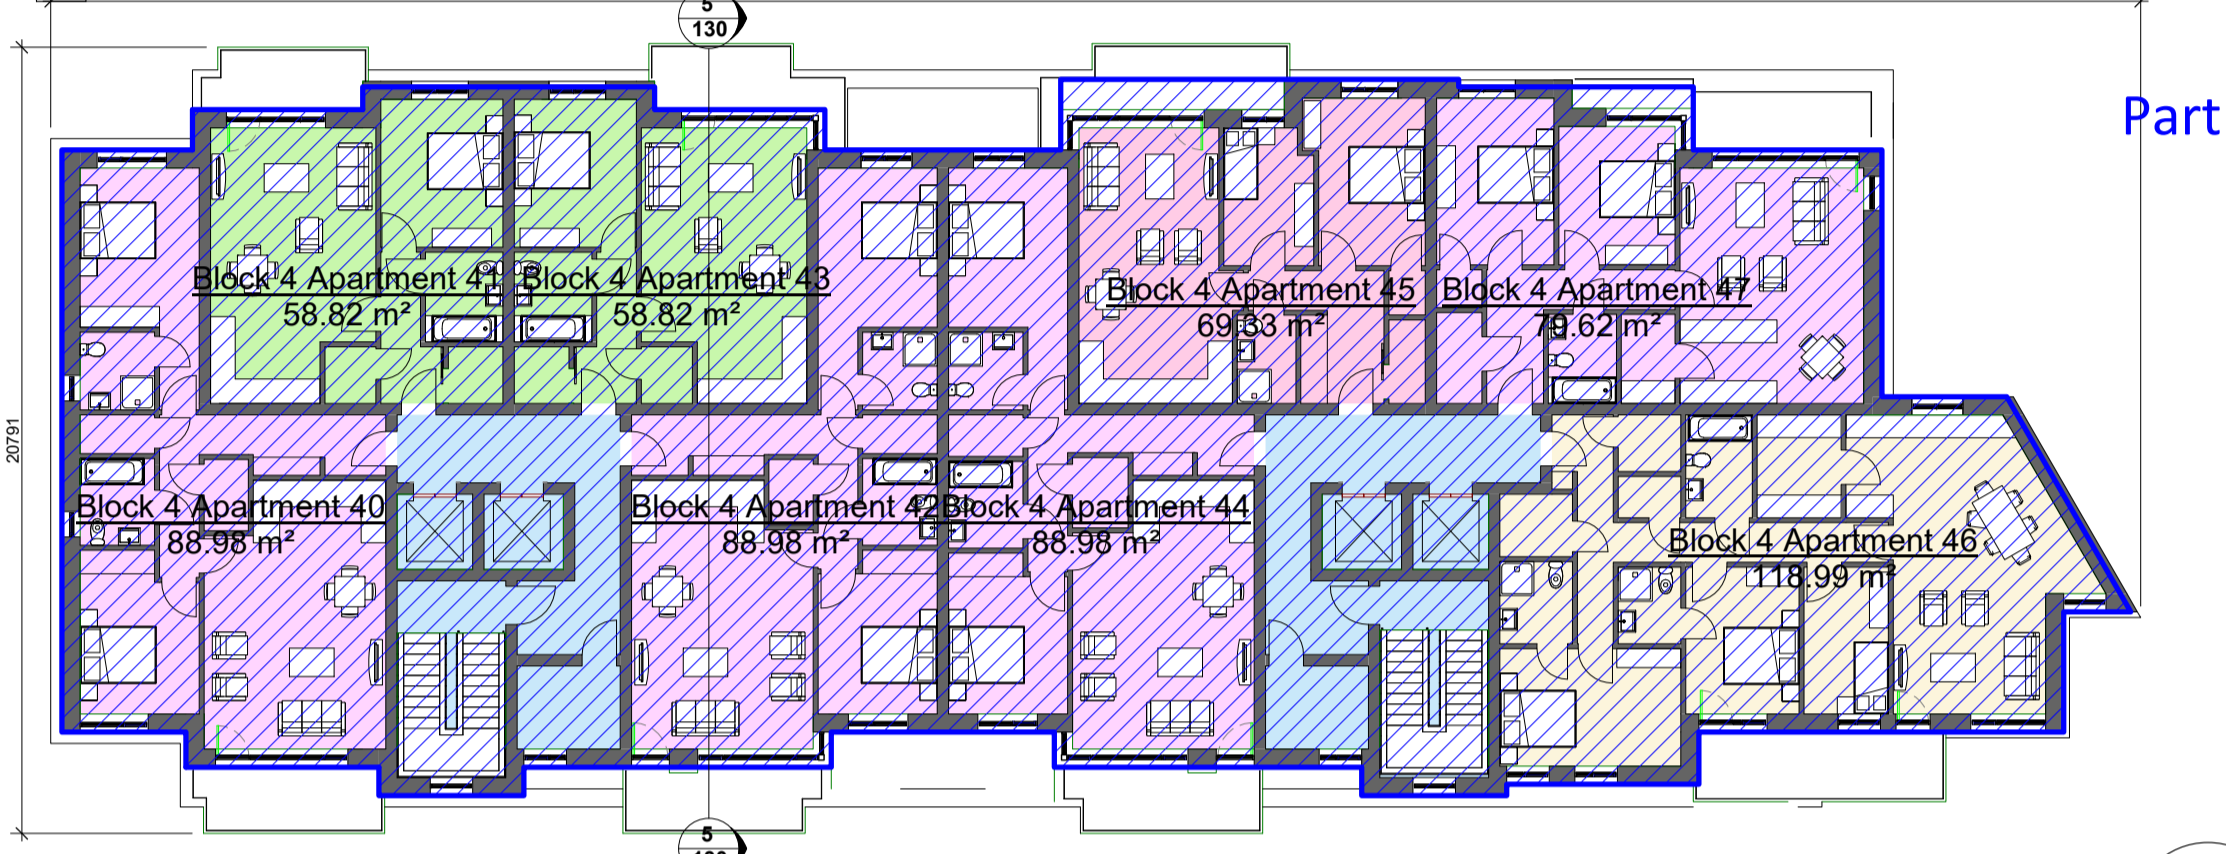 5
130
Part
Block 4 Apartment 41
58.82 m²
Block 4 Apartment 43
58.82 m²
Block 4 Apartment 45
69.33 m²
Block 4 Apartment 47
79.62 m²
20791
Block 4 Apartment 40
88.98 m²
Block 4 Apartment 42
88.98 m²
Block 4 Apartment 44
88.98 m²
Block 4 Apartment 46
118.99 m²
5